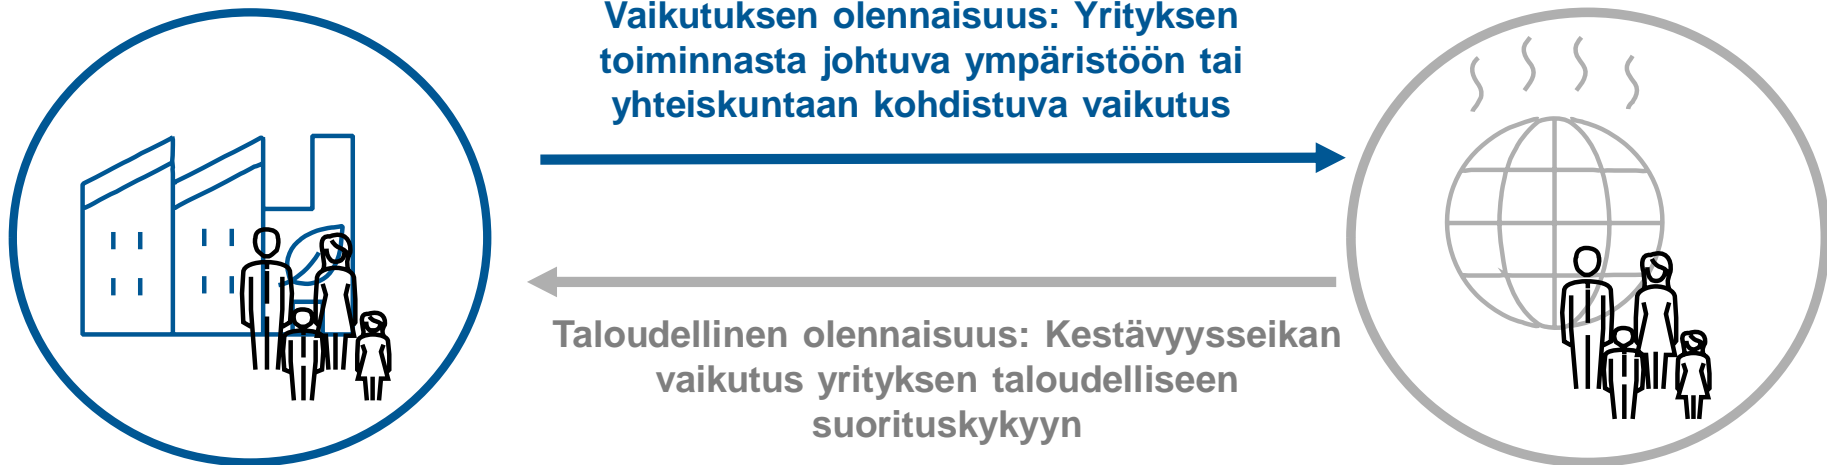 Vaikutuksen olennaisuus: Yrityksen
toiminnasta johtuva ympäristöön tai
yhteiskuntaan kohdistuva vaikutus
Taloudellinen olennaisuus: Kestävyysseikan
vaikutus yrityksen taloudelliseen
suorituskykyyn